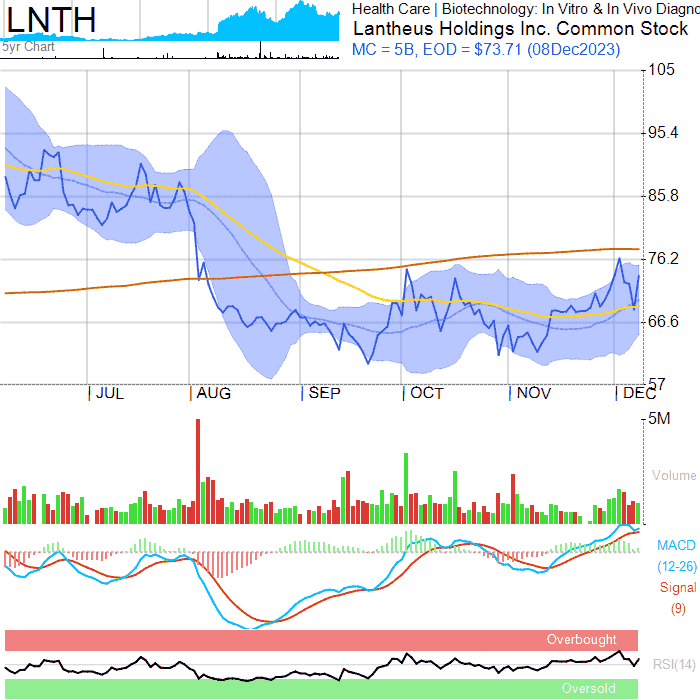 LNTH
5yr Chart
Health Care | Biotechnology: In Vitro & In Vivo Diagno
Lantheus Holdings Inc. Common Stock
MC = 5B, EOD = $73.71 (08Dec2023)
105
95.4
85.8
76.2
66.6
57
JUL AUG SEP OCT NOV DEC
5M
Volume
MACD
(12-26)
Signal
(9)
Overbought
RSI(14)
Oversold